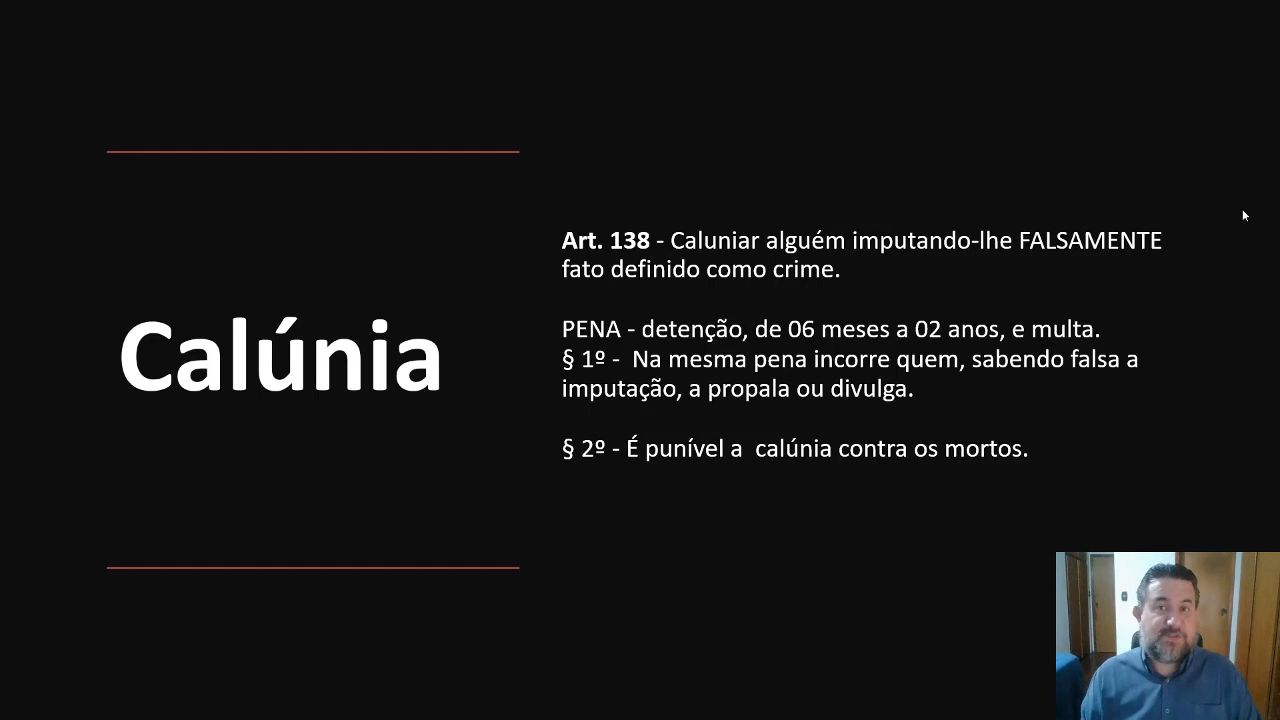 Calúnia
Art. 138 - Caluniar alguém imputando-lhe FALSAMENTE
fato definido como crime.
PENA - detenção, de 06 meses a 02 anos, e multa.
§ 1º -  Na mesma pena incorre quem, sabendo falsa a
imputação, a propala ou divulga.
§ 2º - É punível a  calúnia contra os mortos.